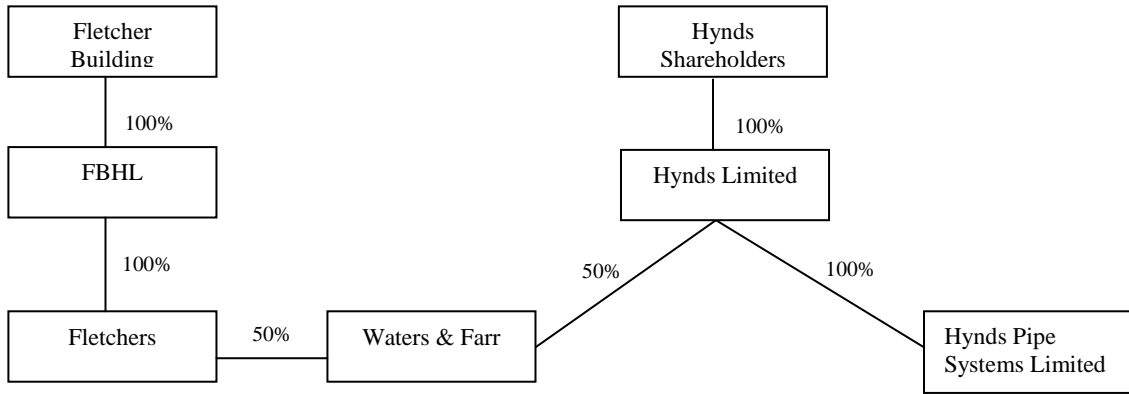 Fletcher
Building
Hynds
Shareholders
100%
100%
FBHL
Hynds Limited
100%
50%
100%
Fletchers
50%
Waters & Farr
Hynds Pipe
Systems Limited